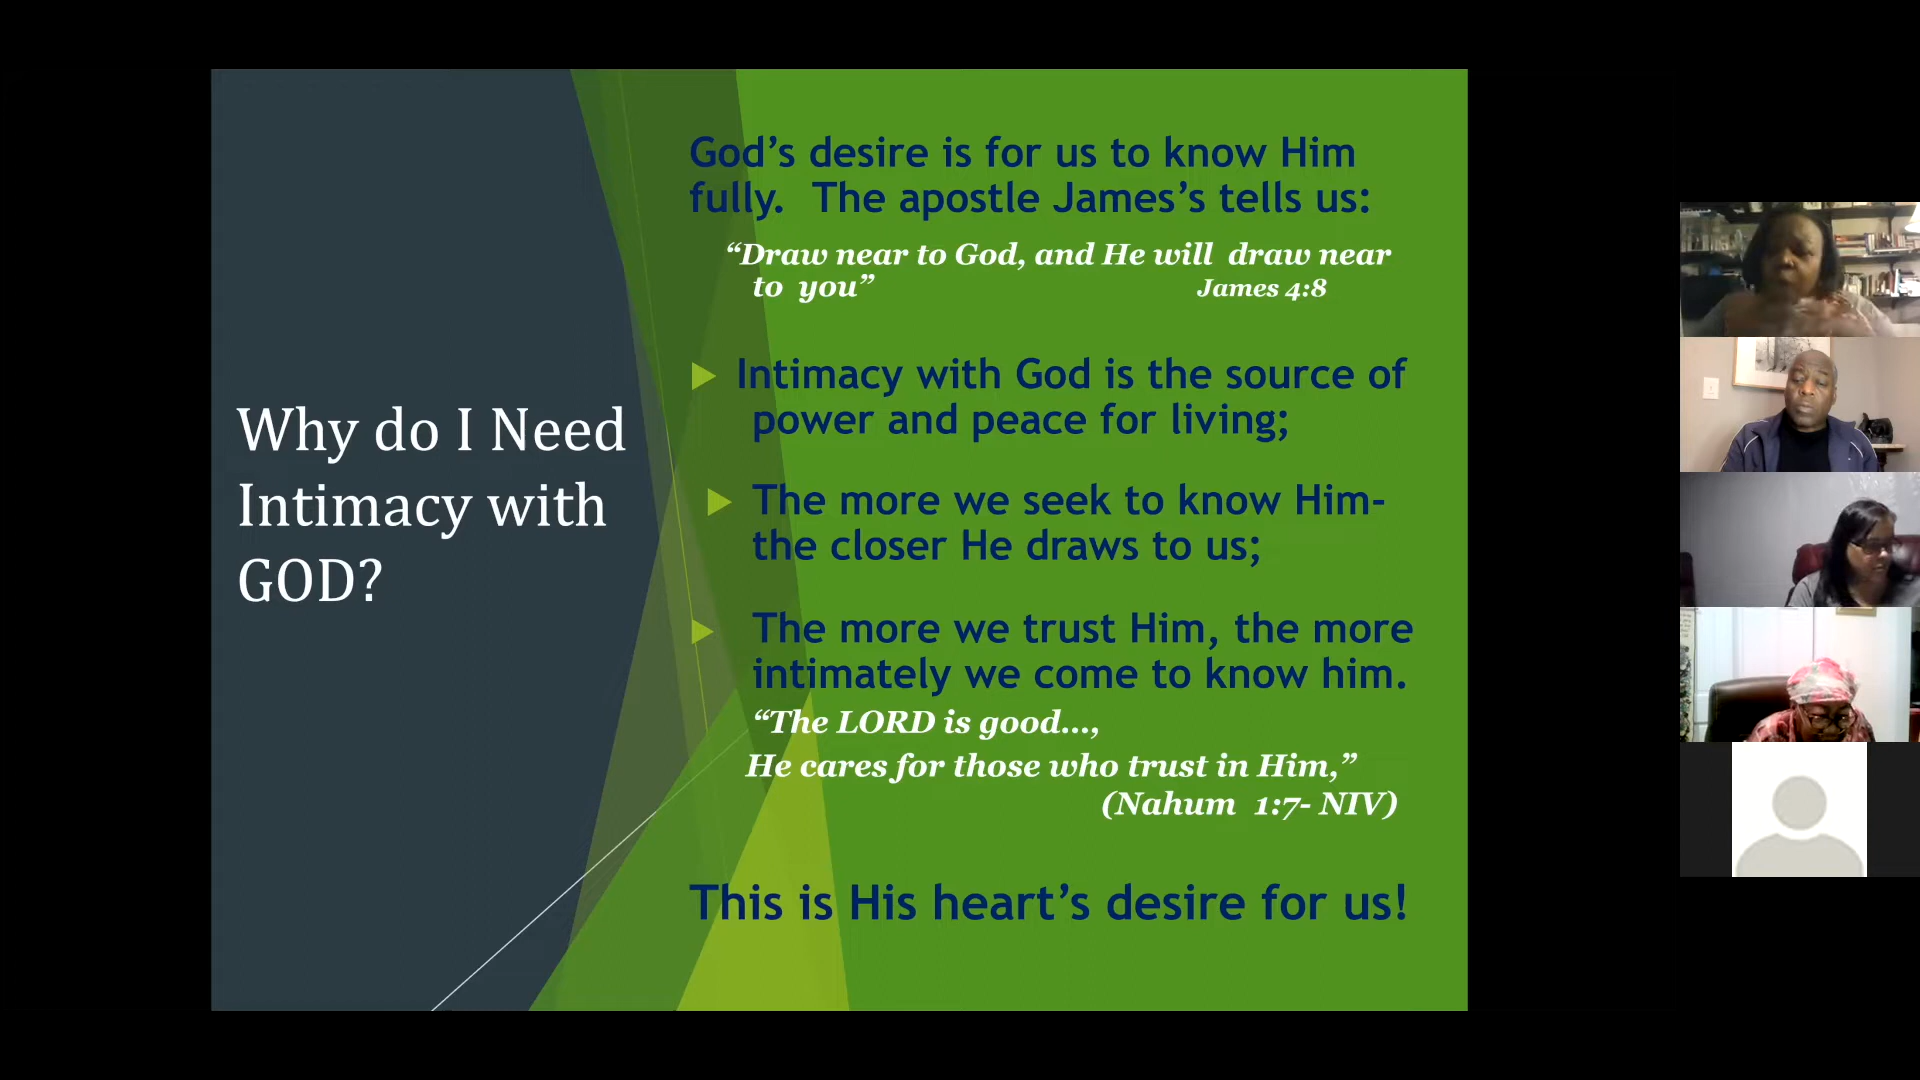 Why do I Need
Intimacy with
GOD?
God’s desire is for us to know Him
fully.  The apostle James’s tells us:
“Draw near to God, and He will  draw near
to  you”  James 4:8
Intimacy with God is the source of
power and peace for living;
The more we seek to know Him-
the closer He draws to us;
The more we trust Him, the more
intimately we come to know him.
“The LORD is good...,
He cares for those who trust in Him,”
(Nahum  1:7- NIV)
This is His heart’s desire for us!